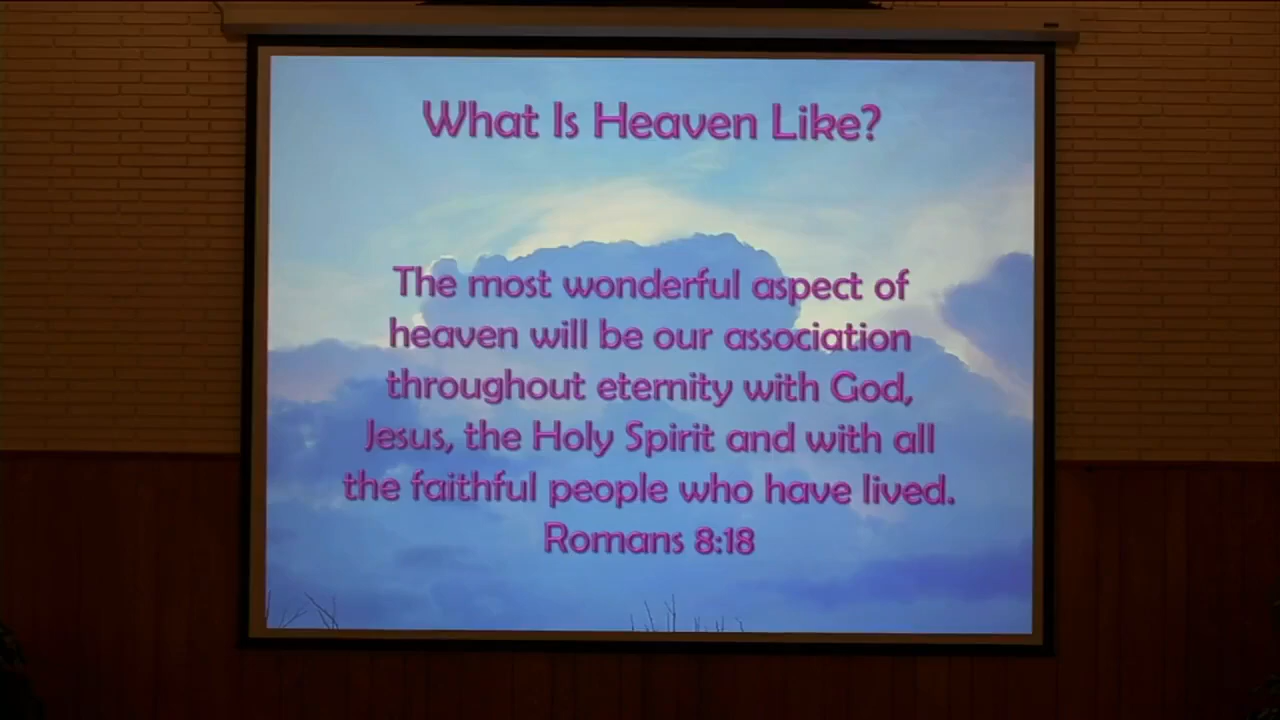 What Is Heaven Like?
The most wonderful aspect of
heaven will be our association
throughout eternity with God,
Jesus, the Holy Spirit and with all
the faithful people who have lived.
Romans 8:18